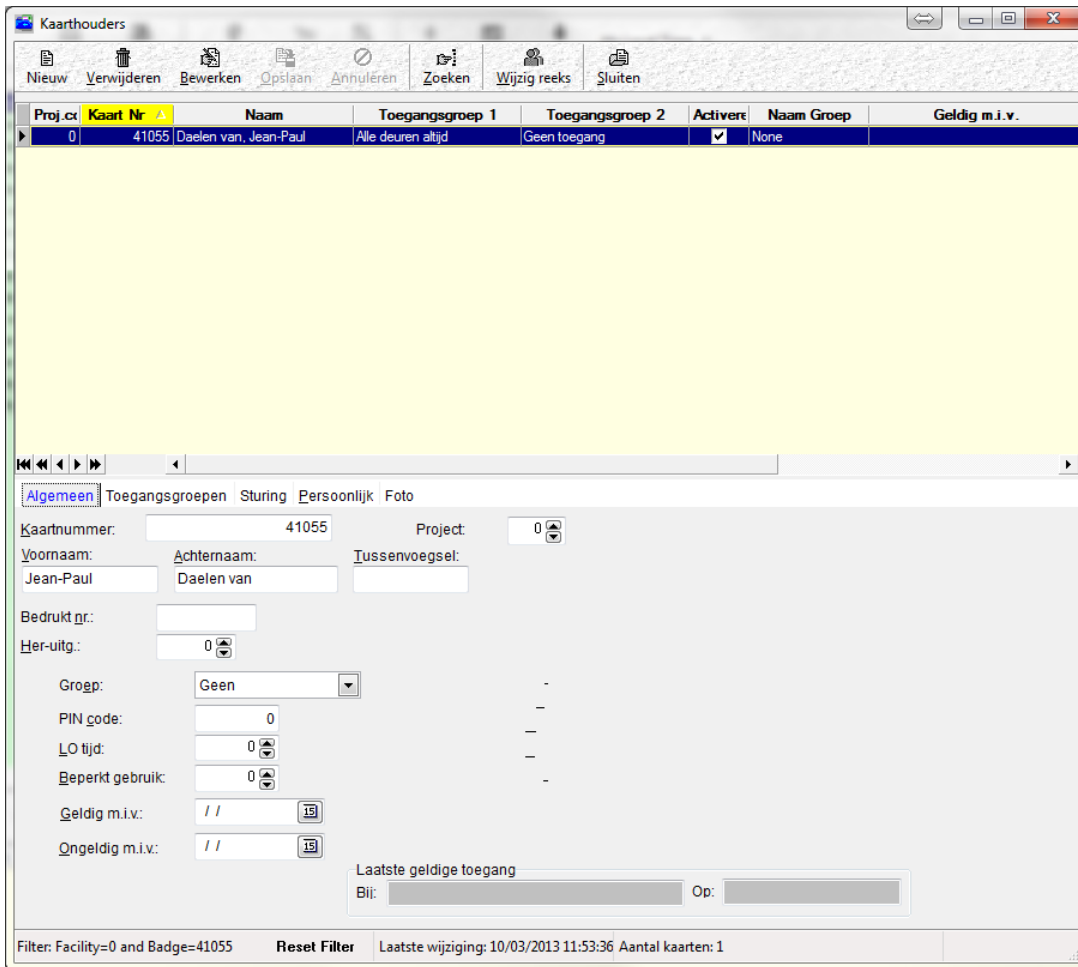 Kaarthouders
Nieuw Verwijderen Bewerken Opslaan Annuleren Zoeken Wijzig reeks Sluiten
Proj.cc Kaart Nr Naam Toegangsgroep 1 Toegangsgroep 2 Activere Naam Groep Geldig m.i.v.
0 41055 Daelen van, Jean-Paul Alle deuren altijd Geen toegang None
Algemeen Toegangsgroepen Sturing Persoonlijk Foto
Kaartnummer: 41055 Project: 0
Voornaam: Achternaam: Tussenvoegsel:
Jean-Paul Daelen van
Bedrukt nr.:
Her-uitg.: 0
Groep: Geen -
PIN code: 0 –
LO tijd: 0 –
Beperkt gebruik: 0 -
Geldig m.i.v.: / / 15
Ongeldig m.i.v.: / / 15
Laatste geldige toegang
Bij: Op:
Filter: Facility=0 and Badge=41055 Reset Filter Laatste wijziging: 10/03/2013 11:53:36 Aantal kaarten: 1